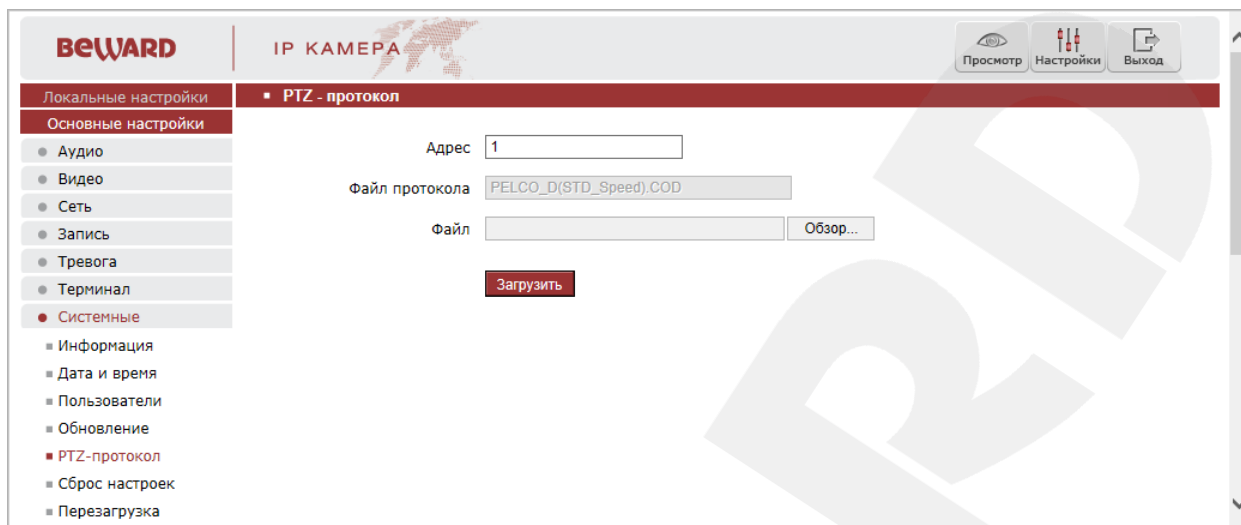 BEWARD
IP КАМЕРА
Просмотр
Настройки
Выход
Локальные настройки
Основные настройки
Аудио
Видео
Сеть
Запись
Тревога
Терминал
Системные
Информация
Дата и время
Пользователи
Обновление
PTZ-протокол
Сброс настроек
Перезагрузка
PTZ - протокол
Адрес 1
Файл протокола PELCO_D(STD_Speed).COD
Файл Обзор...
Загрузить
RD